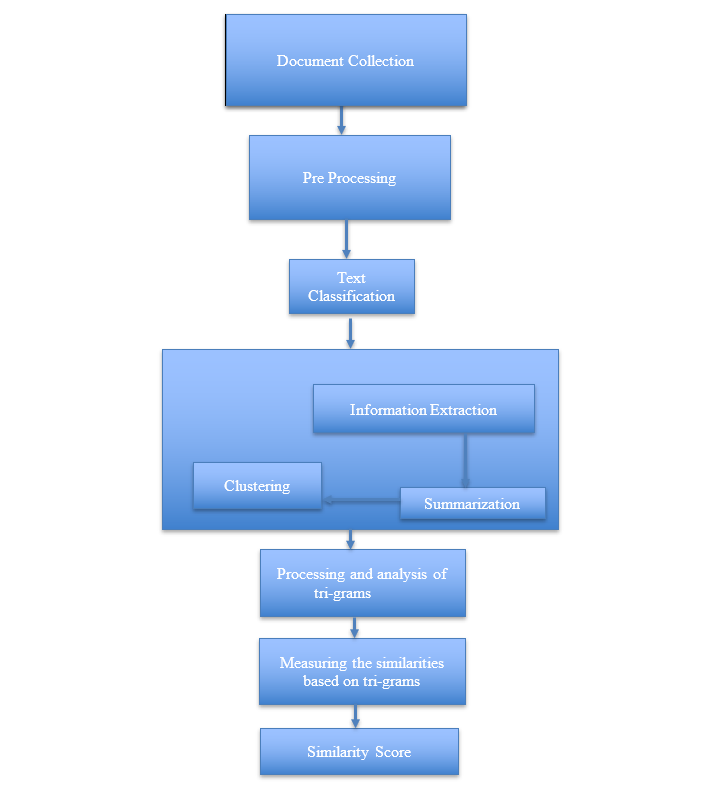 Document Collection
Pre Processing
Text
Classification
Information Extraction
Clustering
Summarization
Processing and analysis of
tri-grams
Measuring the similarities
based on tri-grams
Similarity Score